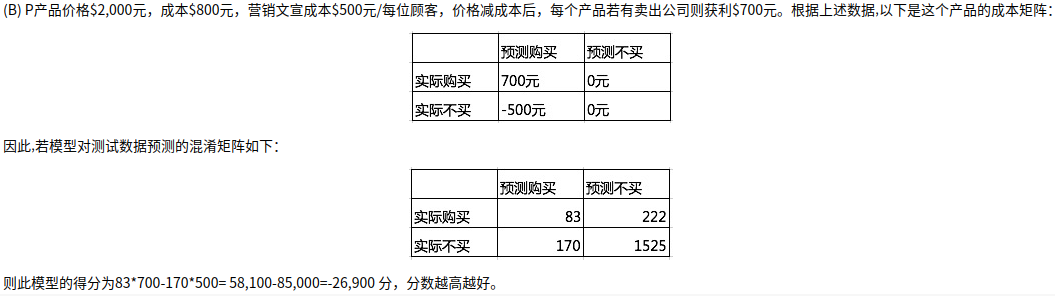 (B) P产品价格$2,000元，成本$800元，营销文宣成本$500元/每位顾客，价格减成本后，每个产品若有卖出公司则获利$700元。根据上述数据,以下是这个产品的成本矩阵：
预测购买 预测不买
实际购买 700元 0元
实际不买 -500元 0元
因此,若模型对测试数据预测的混淆矩阵如下：
预测购买 预测不买
实际购买 83 222
实际不买 170 1525
则此模型的得分为83*700-170*500= 58,100-85,000=-26,900 分，分数越高越好。